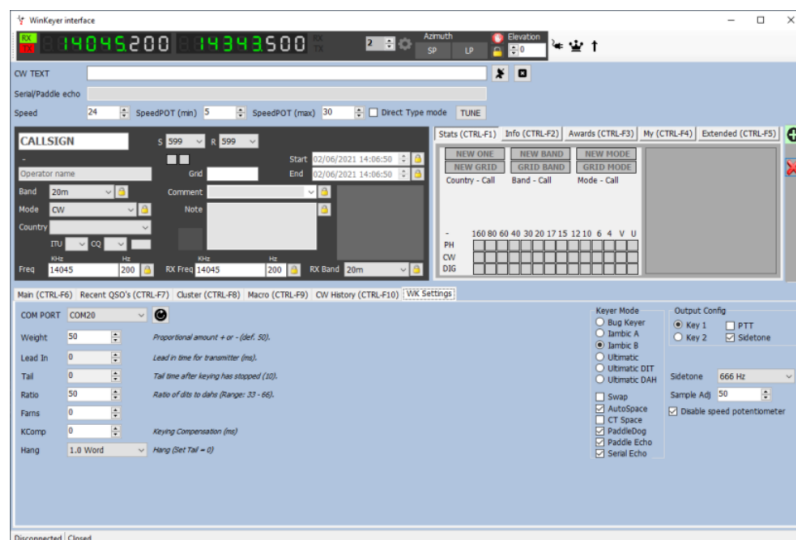 WinKeyer interface
RX TX 14045.200 14343.500 RX TX 2 Azimuth SP LP Elevation 0
CW TEXT
Serial/Paddle echo
Speed 24 SpeedPOT (min) 5 SpeedPOT (max) 30 Direct Type mode TUNE
CALLSIGN S 599 R 599
- Start 02/06/2021 14:06:50
Operator name Grid End 02/06/2021 14:06:50
Band 20m Comment
Mode CW Note
Country
ITU CQ
KHz Hz KHz Hz
Freq 14045 200 RX Freq 14045 200 RX Band 20m
Stats (CTRL-F1) Info (CTRL-F2) Awards (CTRL-F3) My (CTRL-F4) Extended (CTRL-F5)
NEW ONE NEW BAND NEW MODE
NEW GRID GRID BAND GRID MODE
Country - Call Band - Call Mode - Call
- 160 80 60 40 30 20 17 15 12 10 6 4 V U
PH
CW
DIG
Main (CTRL-F6) Recent QSO's (CTRL-F7) Cluster (CTRL-F8) Macro (CTRL-F9) CW History (CTRL-F10) WK Settings
COM PORT COM20
Weight 50 Proportional amount + or - (def. 50).
Lead In 0 Lead in time for transmitter (ms).
Tail 0 Tail time after keying has stopped (10).
Ratio 50 Ratio of dits to dahs (Range: 33 - 66).
Farns 0
KComp 0 Keying Compensation (ms)
Hang 1.0 Word Hang (Set Tail = 0)
Keyer Mode
Bug Keyer
Iambic A
Iambic B
Ultimatic
Ultimatic DIT
Ultimatic DAH
Swap
AutoSpace
CT Space
PaddleDog
Paddle Echo
Serial Echo
Output Config
Key 1 PTT
Key 2 Sidetone
Sidetone 666 Hz
Sample Adj 50
Disable speed potentiometer
Disconnected Closed